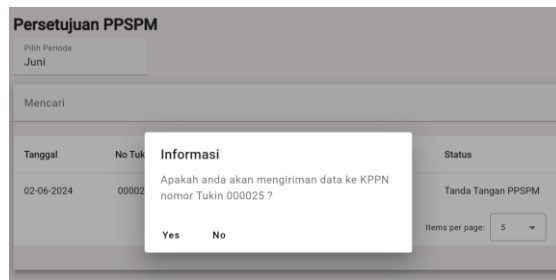 Persetujuan PPSPM
Pilih Periode
Juni
Mencari
Tanggal No Tuk Status
02-06-2024 00002 Tanda Tangan PPSPM
Informasi
Apakah anda akan mengiriman data ke KPPN
nomor Tukin 000025 ?
Yes No
Items per page: 5